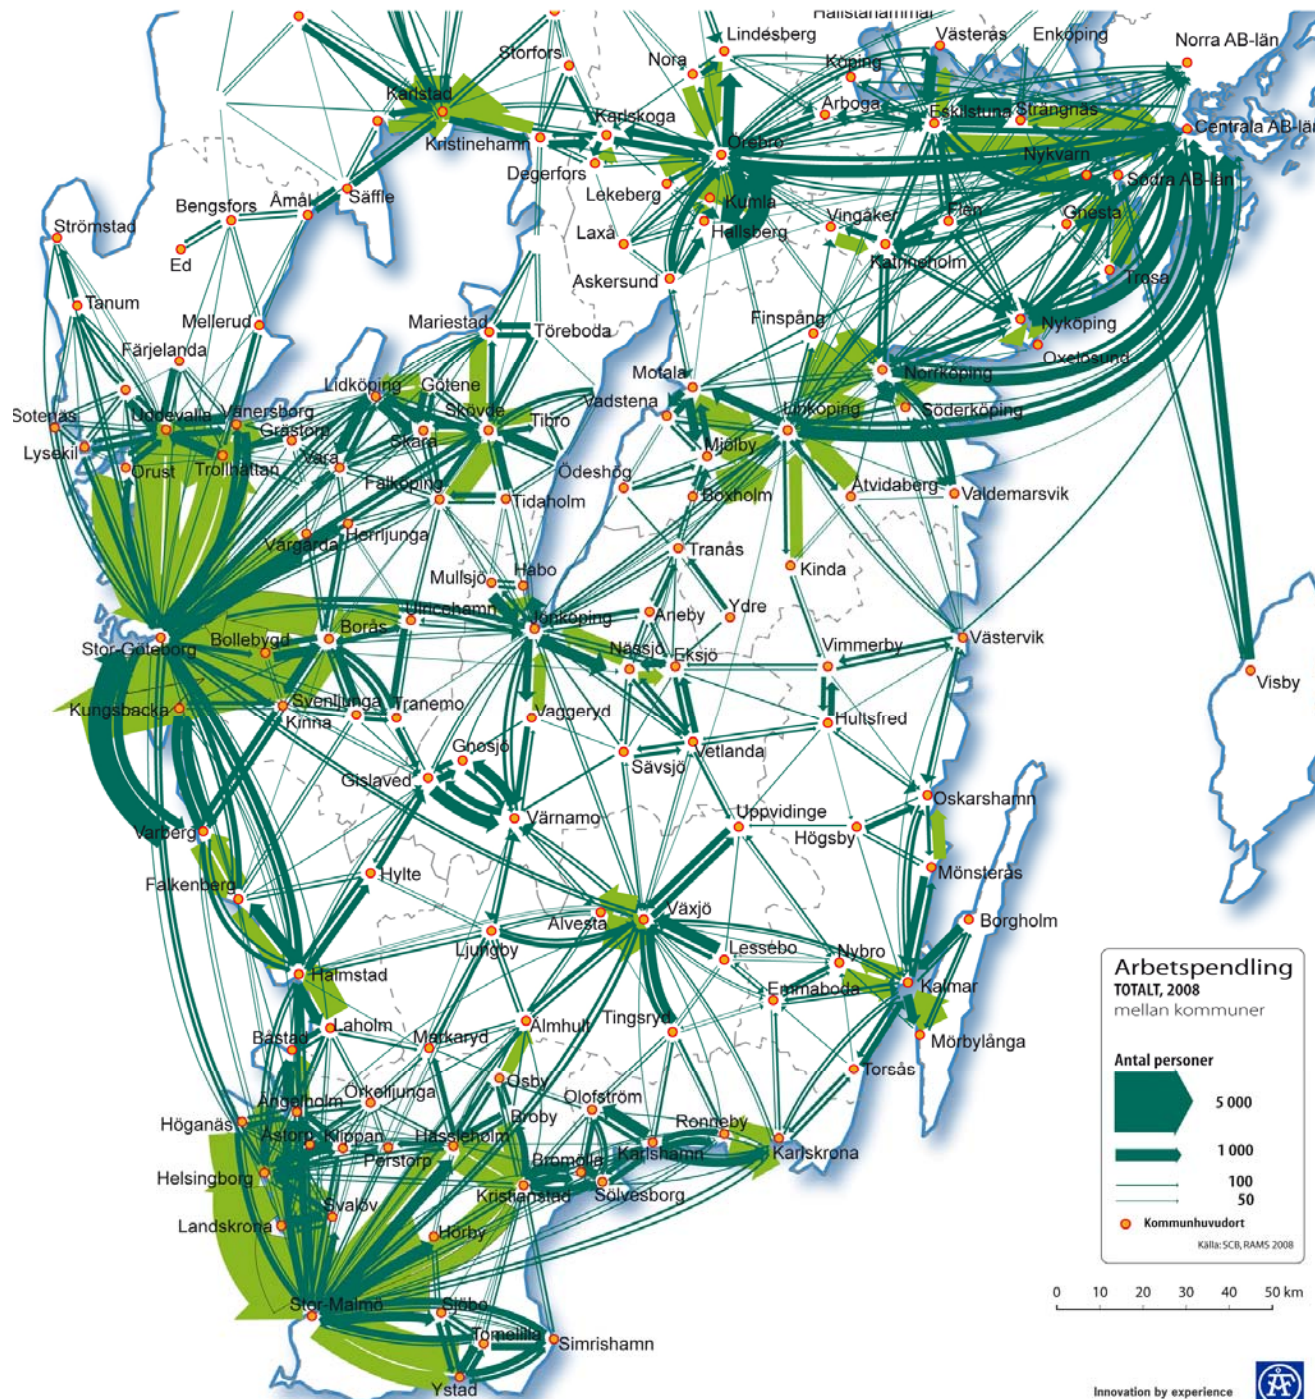 Hallstahammar
Lindesberg
Västerås
Enköping
Norra AB-län
Storfors
Nora
Köping
Karlstad
Arboga
Eskilstuna
Strängnäs
Centrala AB-län
Karlskoga
Kristinehamn
Örebro
Nykvarn
Södra AB-län
Degerfors
Lekeberg
Kumla
Säffle
Åmål
Bengsfors
Strömstad
Ed
Laxå
Hallsberg
Vingåker
Flen
Gnesta
Katrineholm
Trosa
Askersund
Tanum
Mellerud
Mariestad
Töreboda
Finspång
Nyköping
Oxelösund
Färjelanda
Lidköping
Götene
Motala
Norrköping
Vadstena
Söderköping
Sotenäs
Uddevalla
Vänersborg
Grästorp
Skövde
Tibro
Linköping
Skara
Lysekil
Orust
Trollhättan
Vara
Mjölby
Ödeshög
Falköping
Tidaholm
Boxholm
Åtvidaberg
Valdemarsvik
Herrljunga
Vårgårda
Tranås
Kinda
Mullsjö
Habo
Ulricehamn
Jönköping
Aneby
Ydre
Stor-Göteborg
Bollebygd
Borås
Nässjö
Eksjö
Vimmerby
Västervik
Visby
Kungsbacka
Svenljunga
Kinna
Tranemo
Vaggeryd
Hultsfred
Gnosjö
Sävsjö
Vetlanda
Gislaved
Oskarshamn
Värnamo
Uppvidinge
Högsby
Varberg
Mönsterås
Falkenberg
Hylte
Alvesta
Växjö
Borgholm
Ljungby
Lessebo
Nybro
Halmstad
Emmaboda
Kalmar
Laholm
Älmhult
Tingsryd
Mörbylånga
Båstad
Markaryd
Torsås
Osby
Örkelljunga
Olofström
Ängelholm
Broby
Ronneby
Höganäs
Åstorp
Klippan
Perstorp
Hässleholm
Karlshamn
Karlskrona
Helsingborg
Bromölla
Kristianstad
Sölvesborg
Landskrona
Svalöv
Hörby
Stor-Malmö
Sjöbo
Tomelilla
Simrishamn
Ystad
Arbetspendling
TOTALT, 2008
mellan kommuner
Antal personer
5 000
1 000
100
50
Kommunhuvudort
Källa: SCB, RAMS 2008
0 10 20 30 40 50 km
Innovation by experience
ÅF